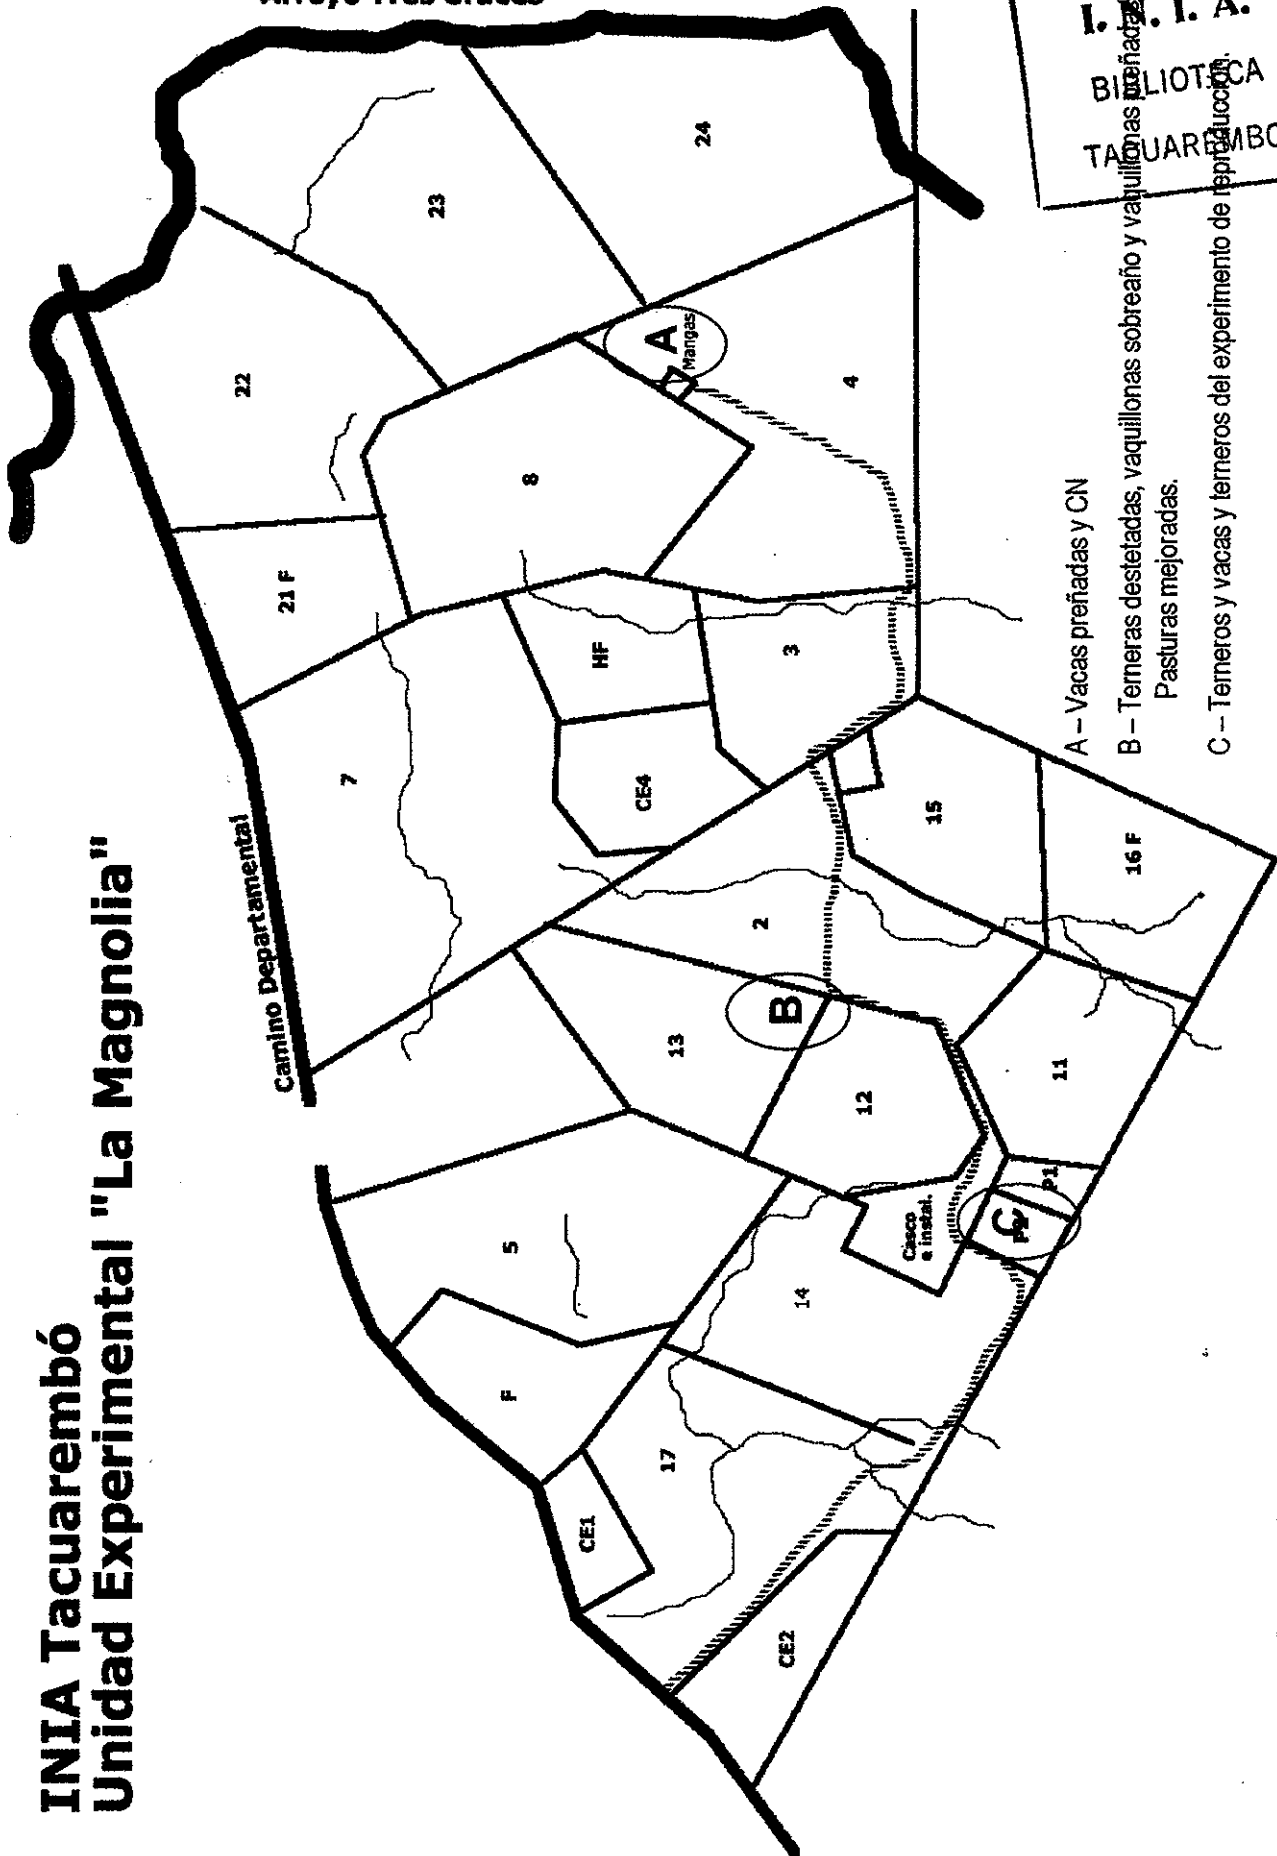 INIA Tacuarembó
Unidad Experimental "La Magnolia"
Camino Departamental
I. N. I. A.
BIBLIOTECA
TACUAREMBO
22
23
24
21 F
8
A
Mangas
4
7
HF
3
CE4
2
15
16 F
13
B
12
11
5
14
Casco
e instal.
P1
C
F
17
CE1
CE2
A – Vacas preñadas y CN
B – Terneras destetadas, vaquillonas sobreaño y vaquillonas preñadas
Pasturas mejoradas.
C – Terneros y vacas y terneros del experimento de reproducción.